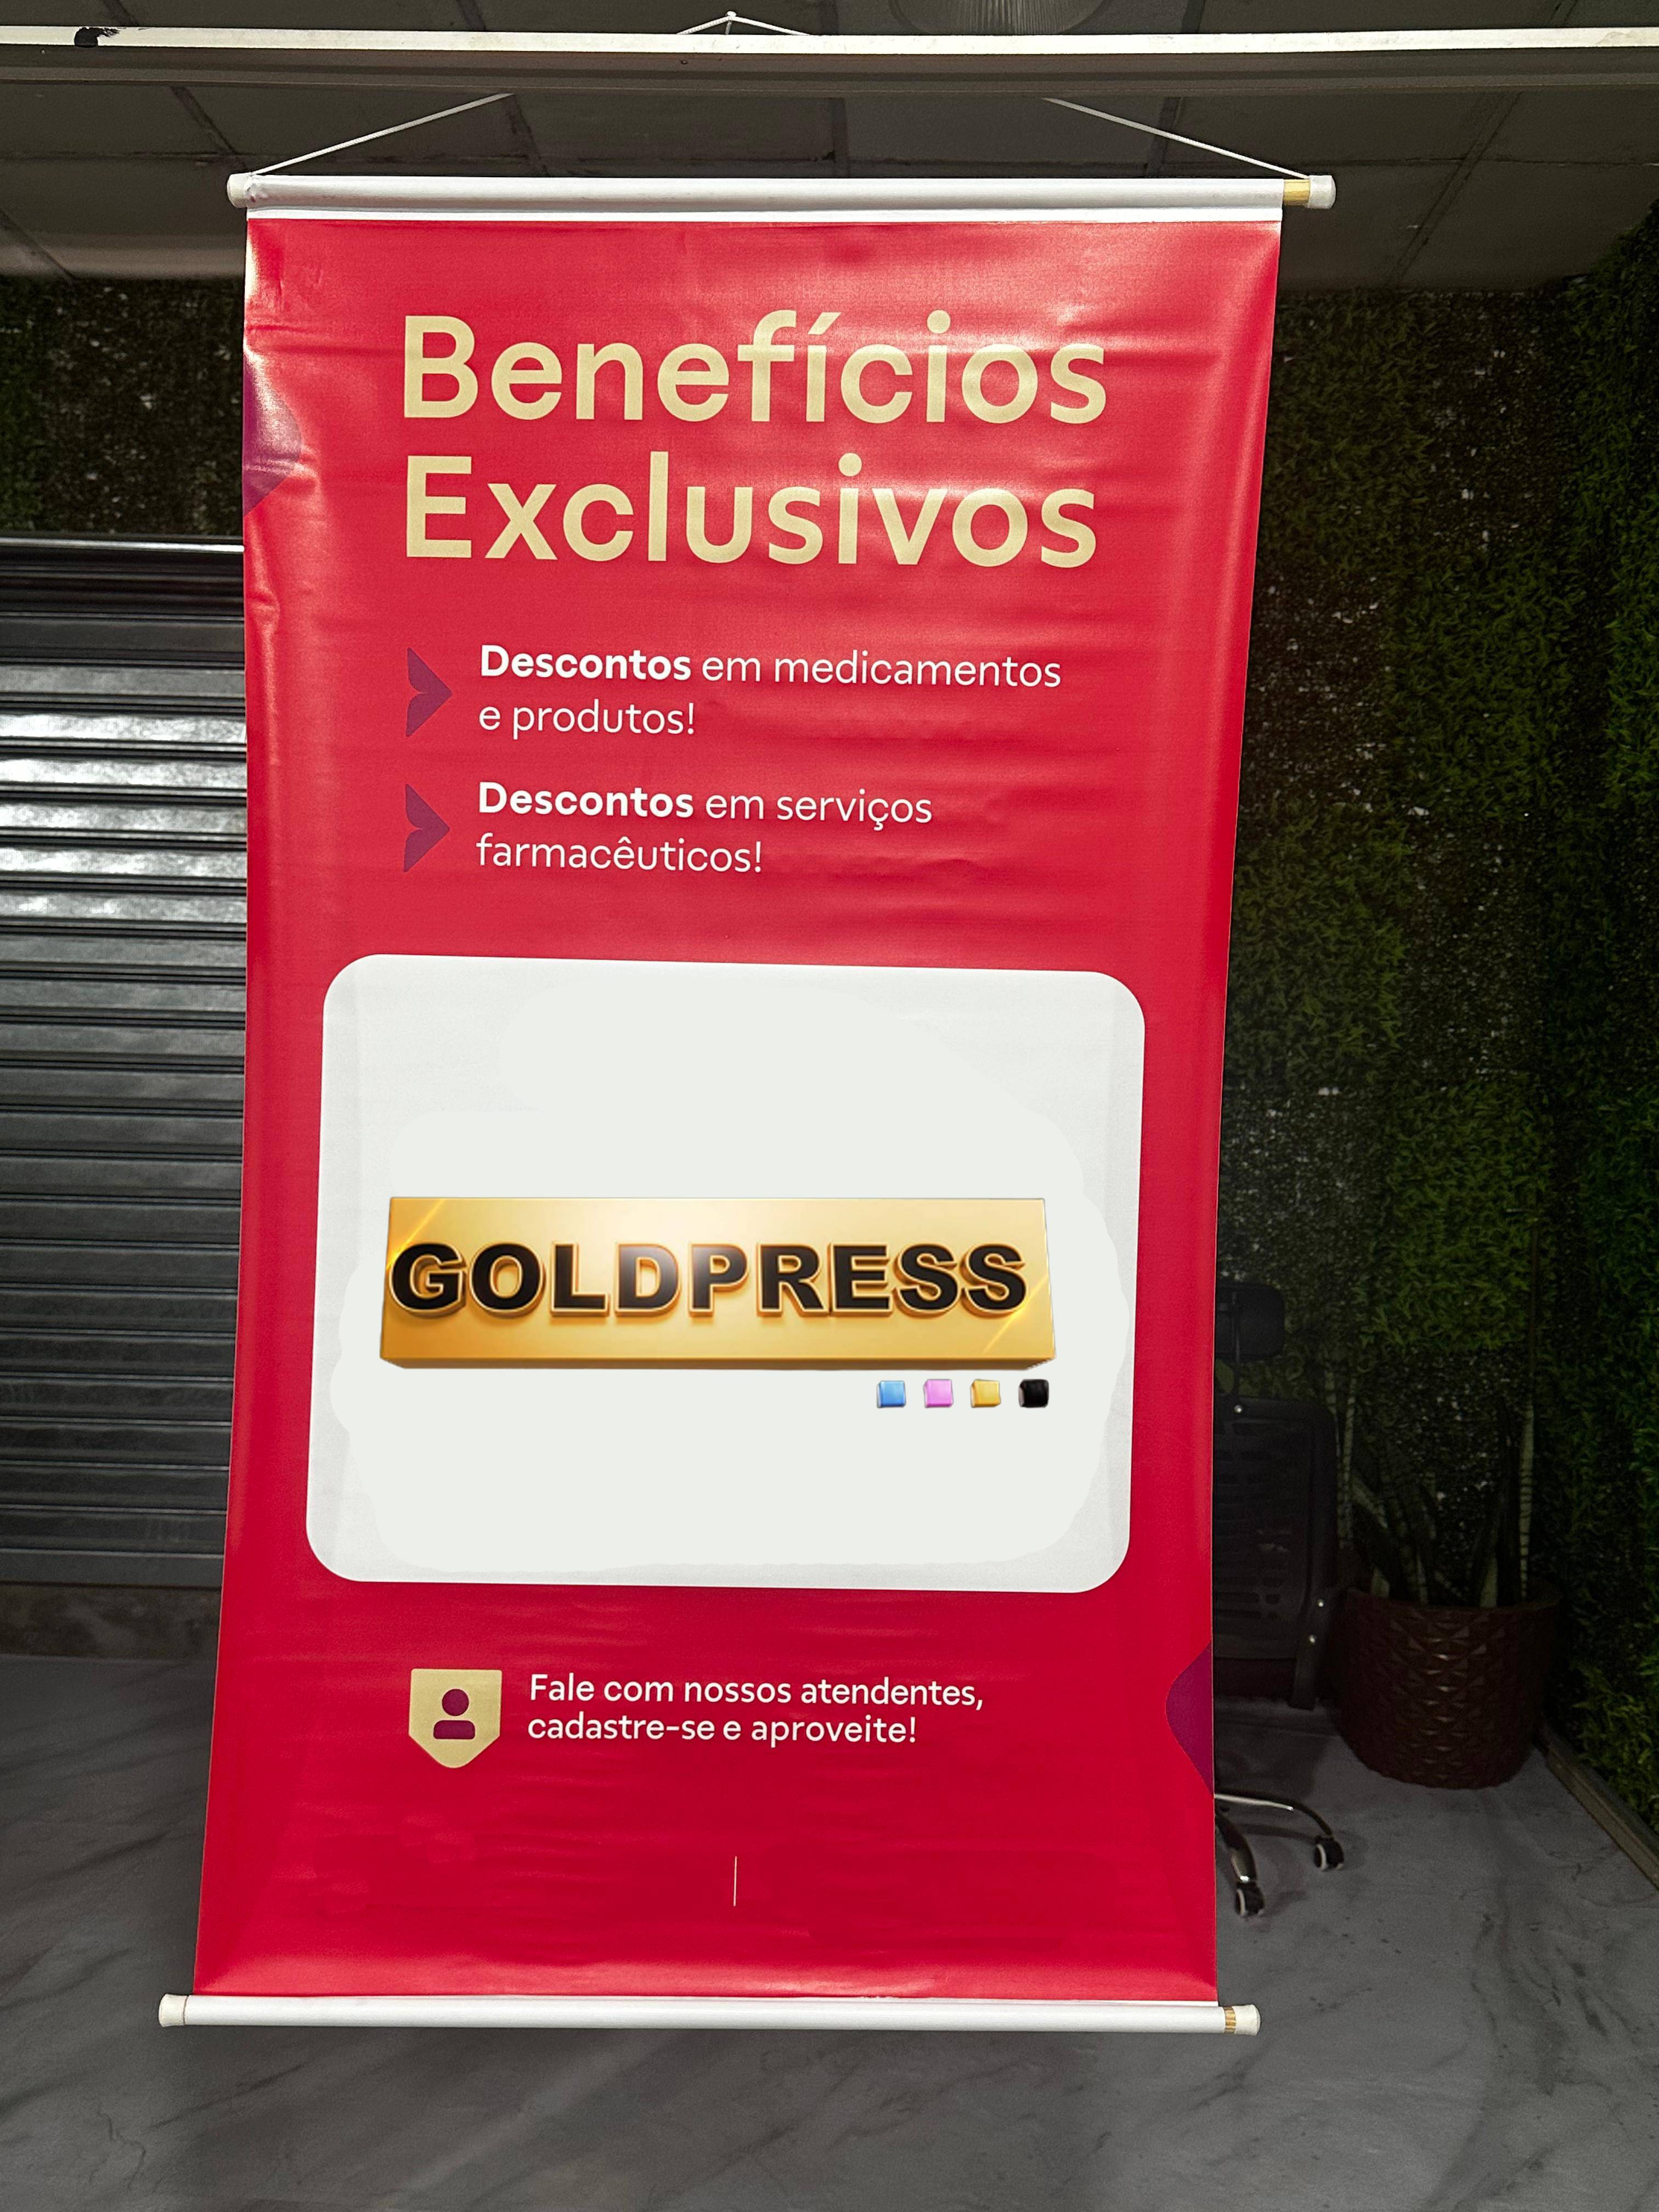 Benefícios
Exclusivos
Descontos em medicamentos
e produtos!
Descontos em serviços
farmacêuticos!
GOLDPRESS
Fale com nossos atendentes,
cadastre-se e aproveite!